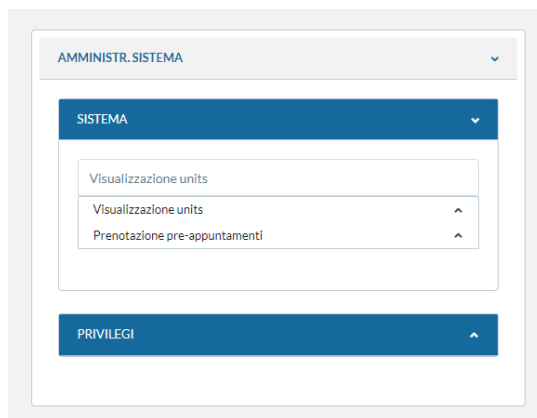 AMMINISTR. SISTEMA
SISTEMA
Visualizzazione units
Visualizzazione units
Prenotazione pre-appuntamenti
PRIVILEGI